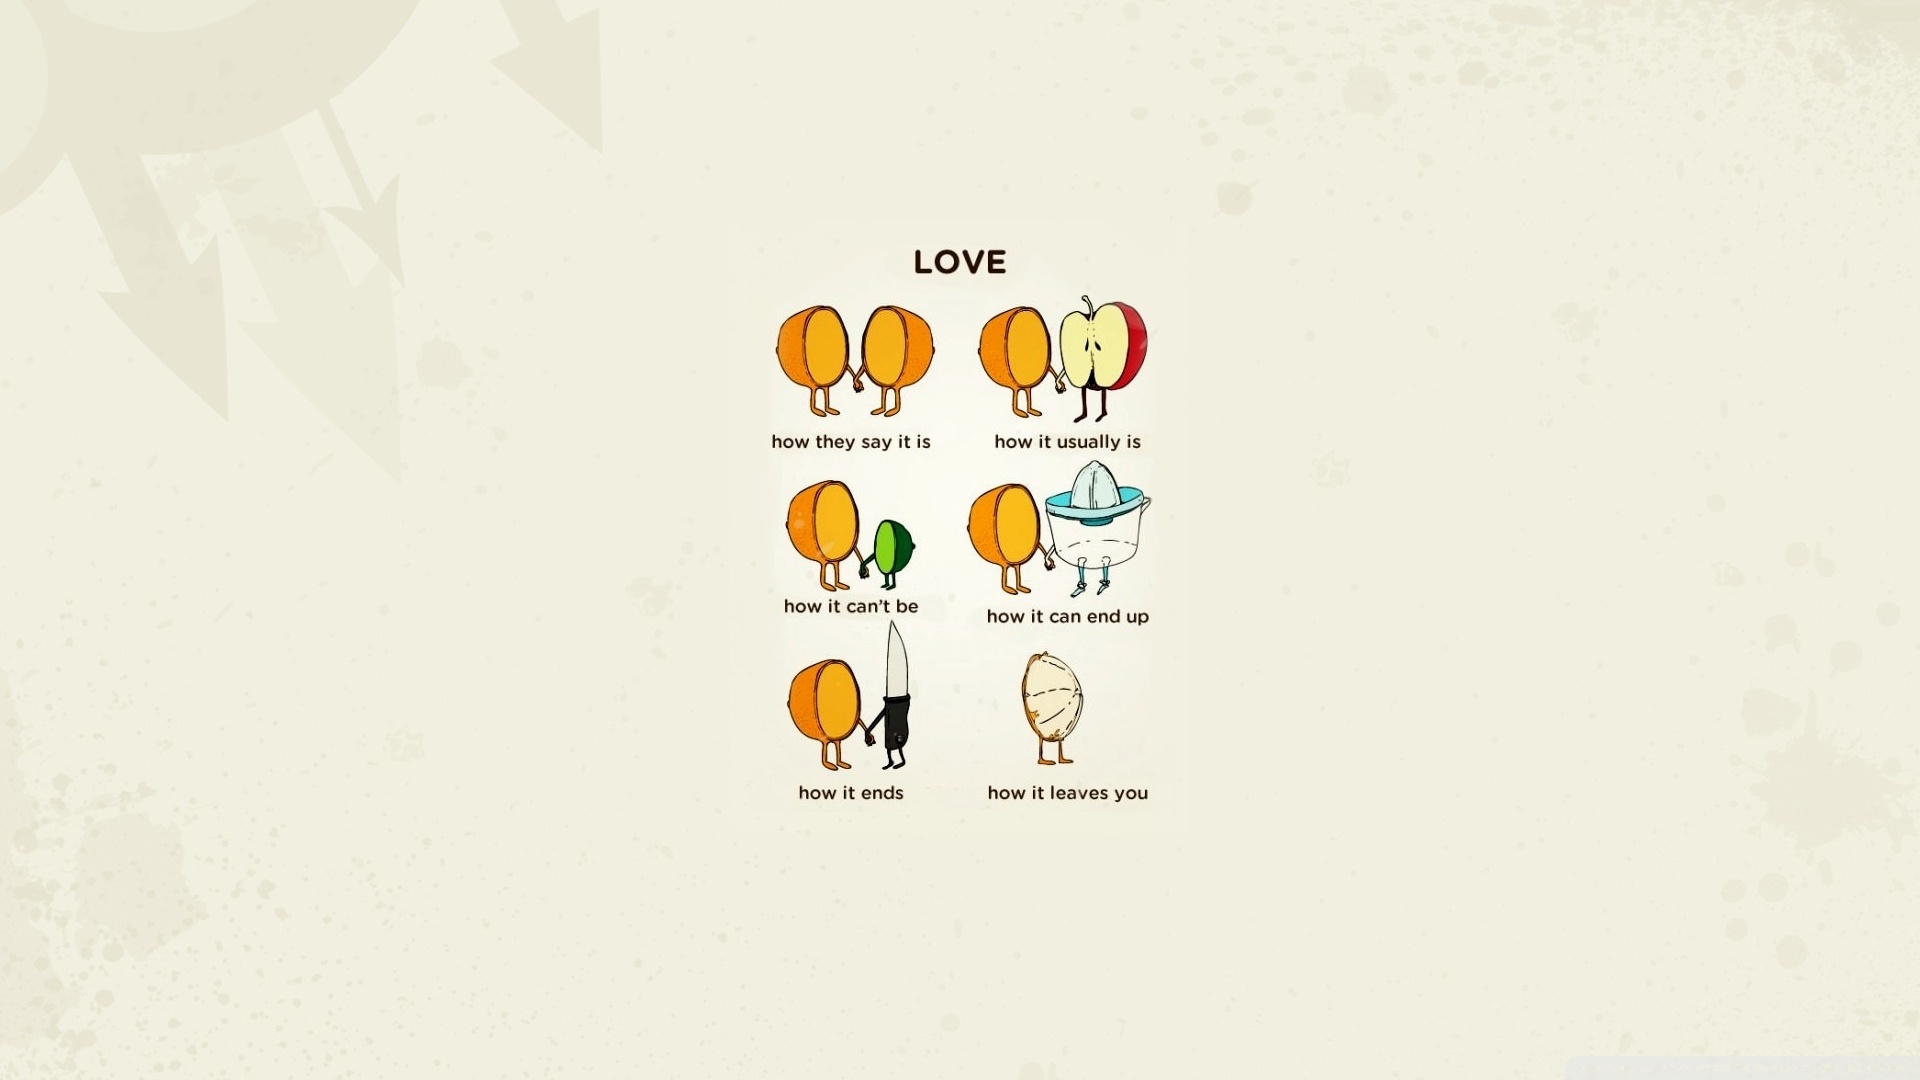 LOVE
how they say it is
how it usually is
how it can't be
how it can end up
how it ends
how it leaves you